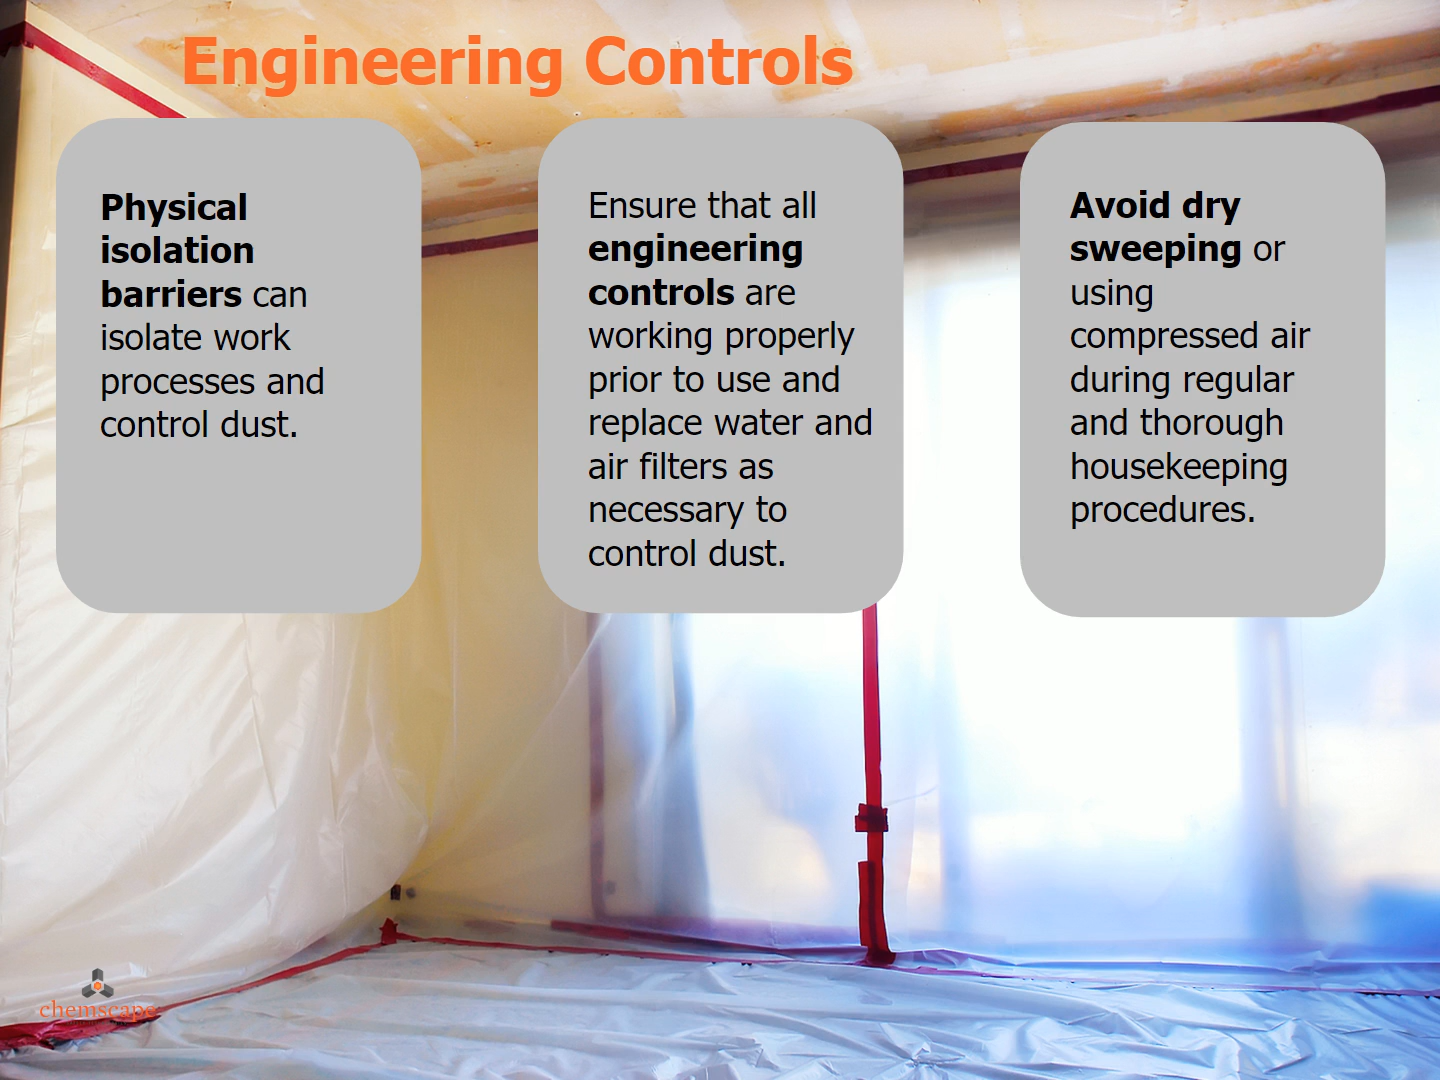 Engineering Controls
Physical
isolation
barriers can
isolate work
processes and
control dust.
Ensure that all
engineering
controls are
working properly
prior to use and
replace water and
air filters as
necessary to
control dust.
Avoid dry
sweeping or
using
compressed air
during regular
and thorough
housekeeping
procedures.
chemscape